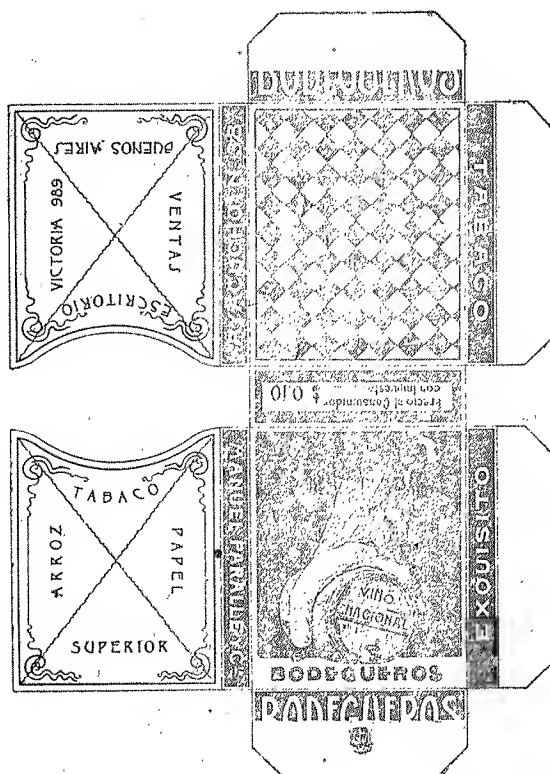 BUENOS AIRES
VICTORIA 989
VENTAS
ESCRITORIO
TABACO
Precio al Consumidor
con Impuesto $ 0.10
TABACO
ARROZ
PAPEL
SUPERIOR
EXQUISITO
VINO
NACIONAL
BODEGUEROS
BODEGUEROS